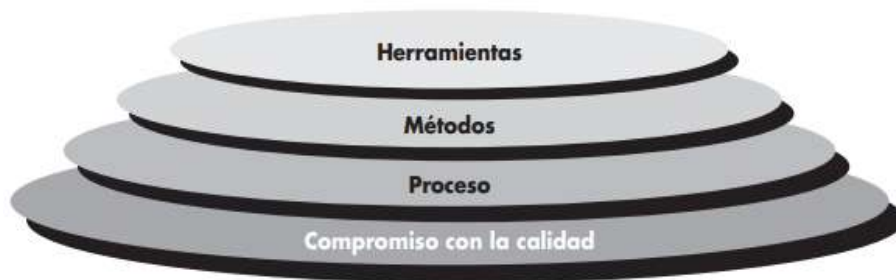 Herramientas
Métodos
Proceso
Compromiso con la calidad